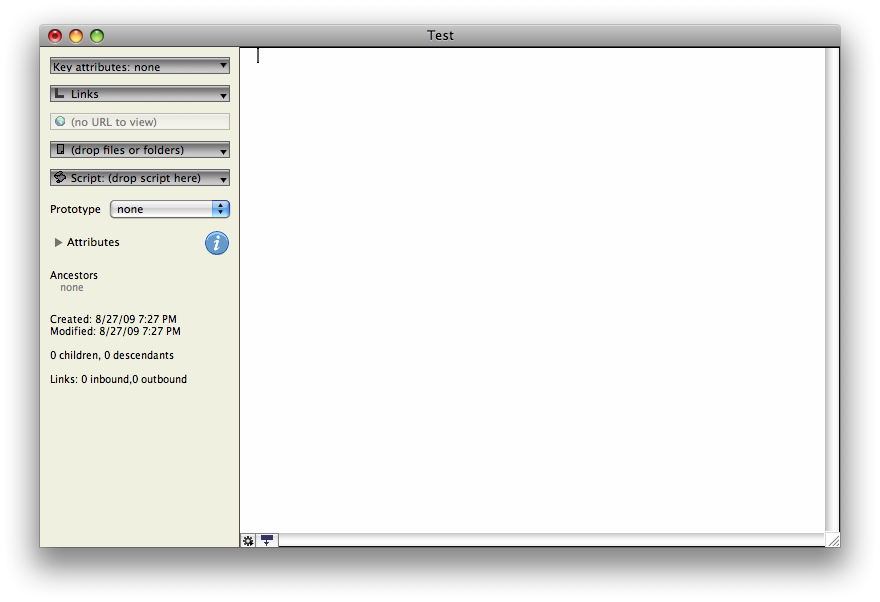 Test
Key attributes: none
Links
(no URL to view)
(drop files or folders)
Script: (drop script here)
Prototype none
Attributes
Ancestors
none
Created: 8/27/09 7:27 PM
Modified: 8/27/09 7:27 PM
0 children, 0 descendants
Links: 0 inbound,0 outbound